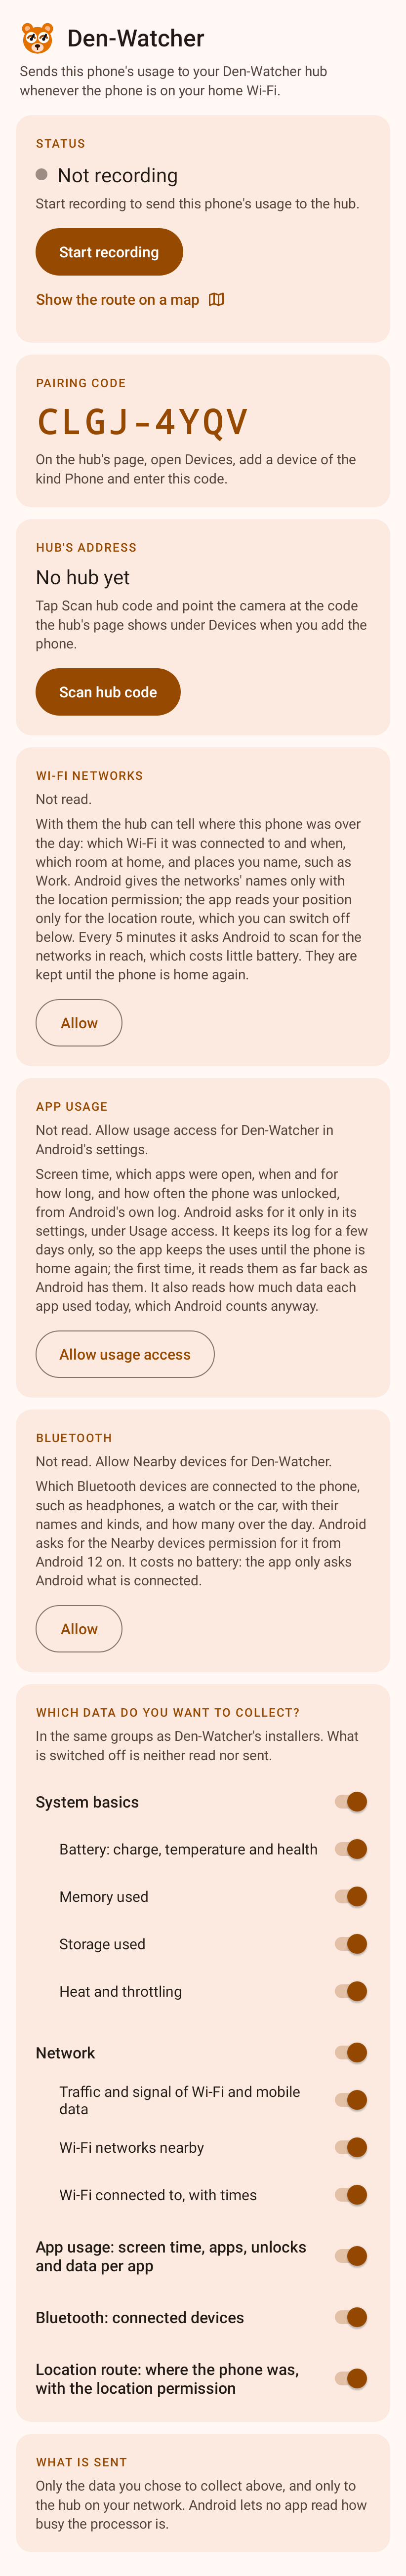 Den-Watcher
Sends this phone's usage to your Den-Watcher hub
whenever the phone is on your home Wi-Fi.
STATUS
Not recording
Start recording to send this phone's usage to the hub.
Start recording
Show the route on a map
PAIRING CODE
CLGJ-4YQV
On the hub's page, open Devices, add a device of the
kind Phone and enter this code.
HUB'S ADDRESS
No hub yet
Tap Scan hub code and point the camera at the code
the hub's page shows under Devices when you add the
phone.
Scan hub code
WI-FI NETWORKS
Not read.
With them the hub can tell where this phone was over
the day: which Wi-Fi it was connected to and when,
which room at home, and places you name, such as
Work. Android gives the networks' names only with
the location permission; the app reads your position
only for the location route, which you can switch off
below. Every 5 minutes it asks Android to scan for the
networks in reach, which costs little battery. They are
kept until the phone is home again.
Allow
APP USAGE
Not read. Allow usage access for Den-Watcher in
Android's settings.
Screen time, which apps were open, when and for
how long, and how often the phone was unlocked,
from Android's own log. Android asks for it only in its
settings, under Usage access. It keeps its log for a few
days only, so the app keeps the uses until the phone is
home again; the first time, it reads them as far back as
Android has them. It also reads how much data each
app used today, which Android counts anyway.
Allow usage access
BLUETOOTH
Not read. Allow Nearby devices for Den-Watcher.
Which Bluetooth devices are connected to the phone,
such as headphones, a watch or the car, with their
names and kinds, and how many over the day. Android
asks for the Nearby devices permission for it from
Android 12 on. It costs no battery: the app only asks
Android what is connected.
Allow
WHICH DATA DO YOU WANT TO COLLECT?
In the same groups as Den-Watcher's installers. What
is switched off is neither read nor sent.
System basics
Battery: charge, temperature and health
Memory used
Storage used
Heat and throttling
Network
Traffic and signal of Wi-Fi and mobile
data
Wi-Fi networks nearby
Wi-Fi connected to, with times
App usage: screen time, apps, unlocks
and data per app
Bluetooth: connected devices
Location route: where the phone was,
with the location permission
WHAT IS SENT
Only the data you chose to collect above, and only to
the hub on your network. Android lets no app read how
busy the processor is.